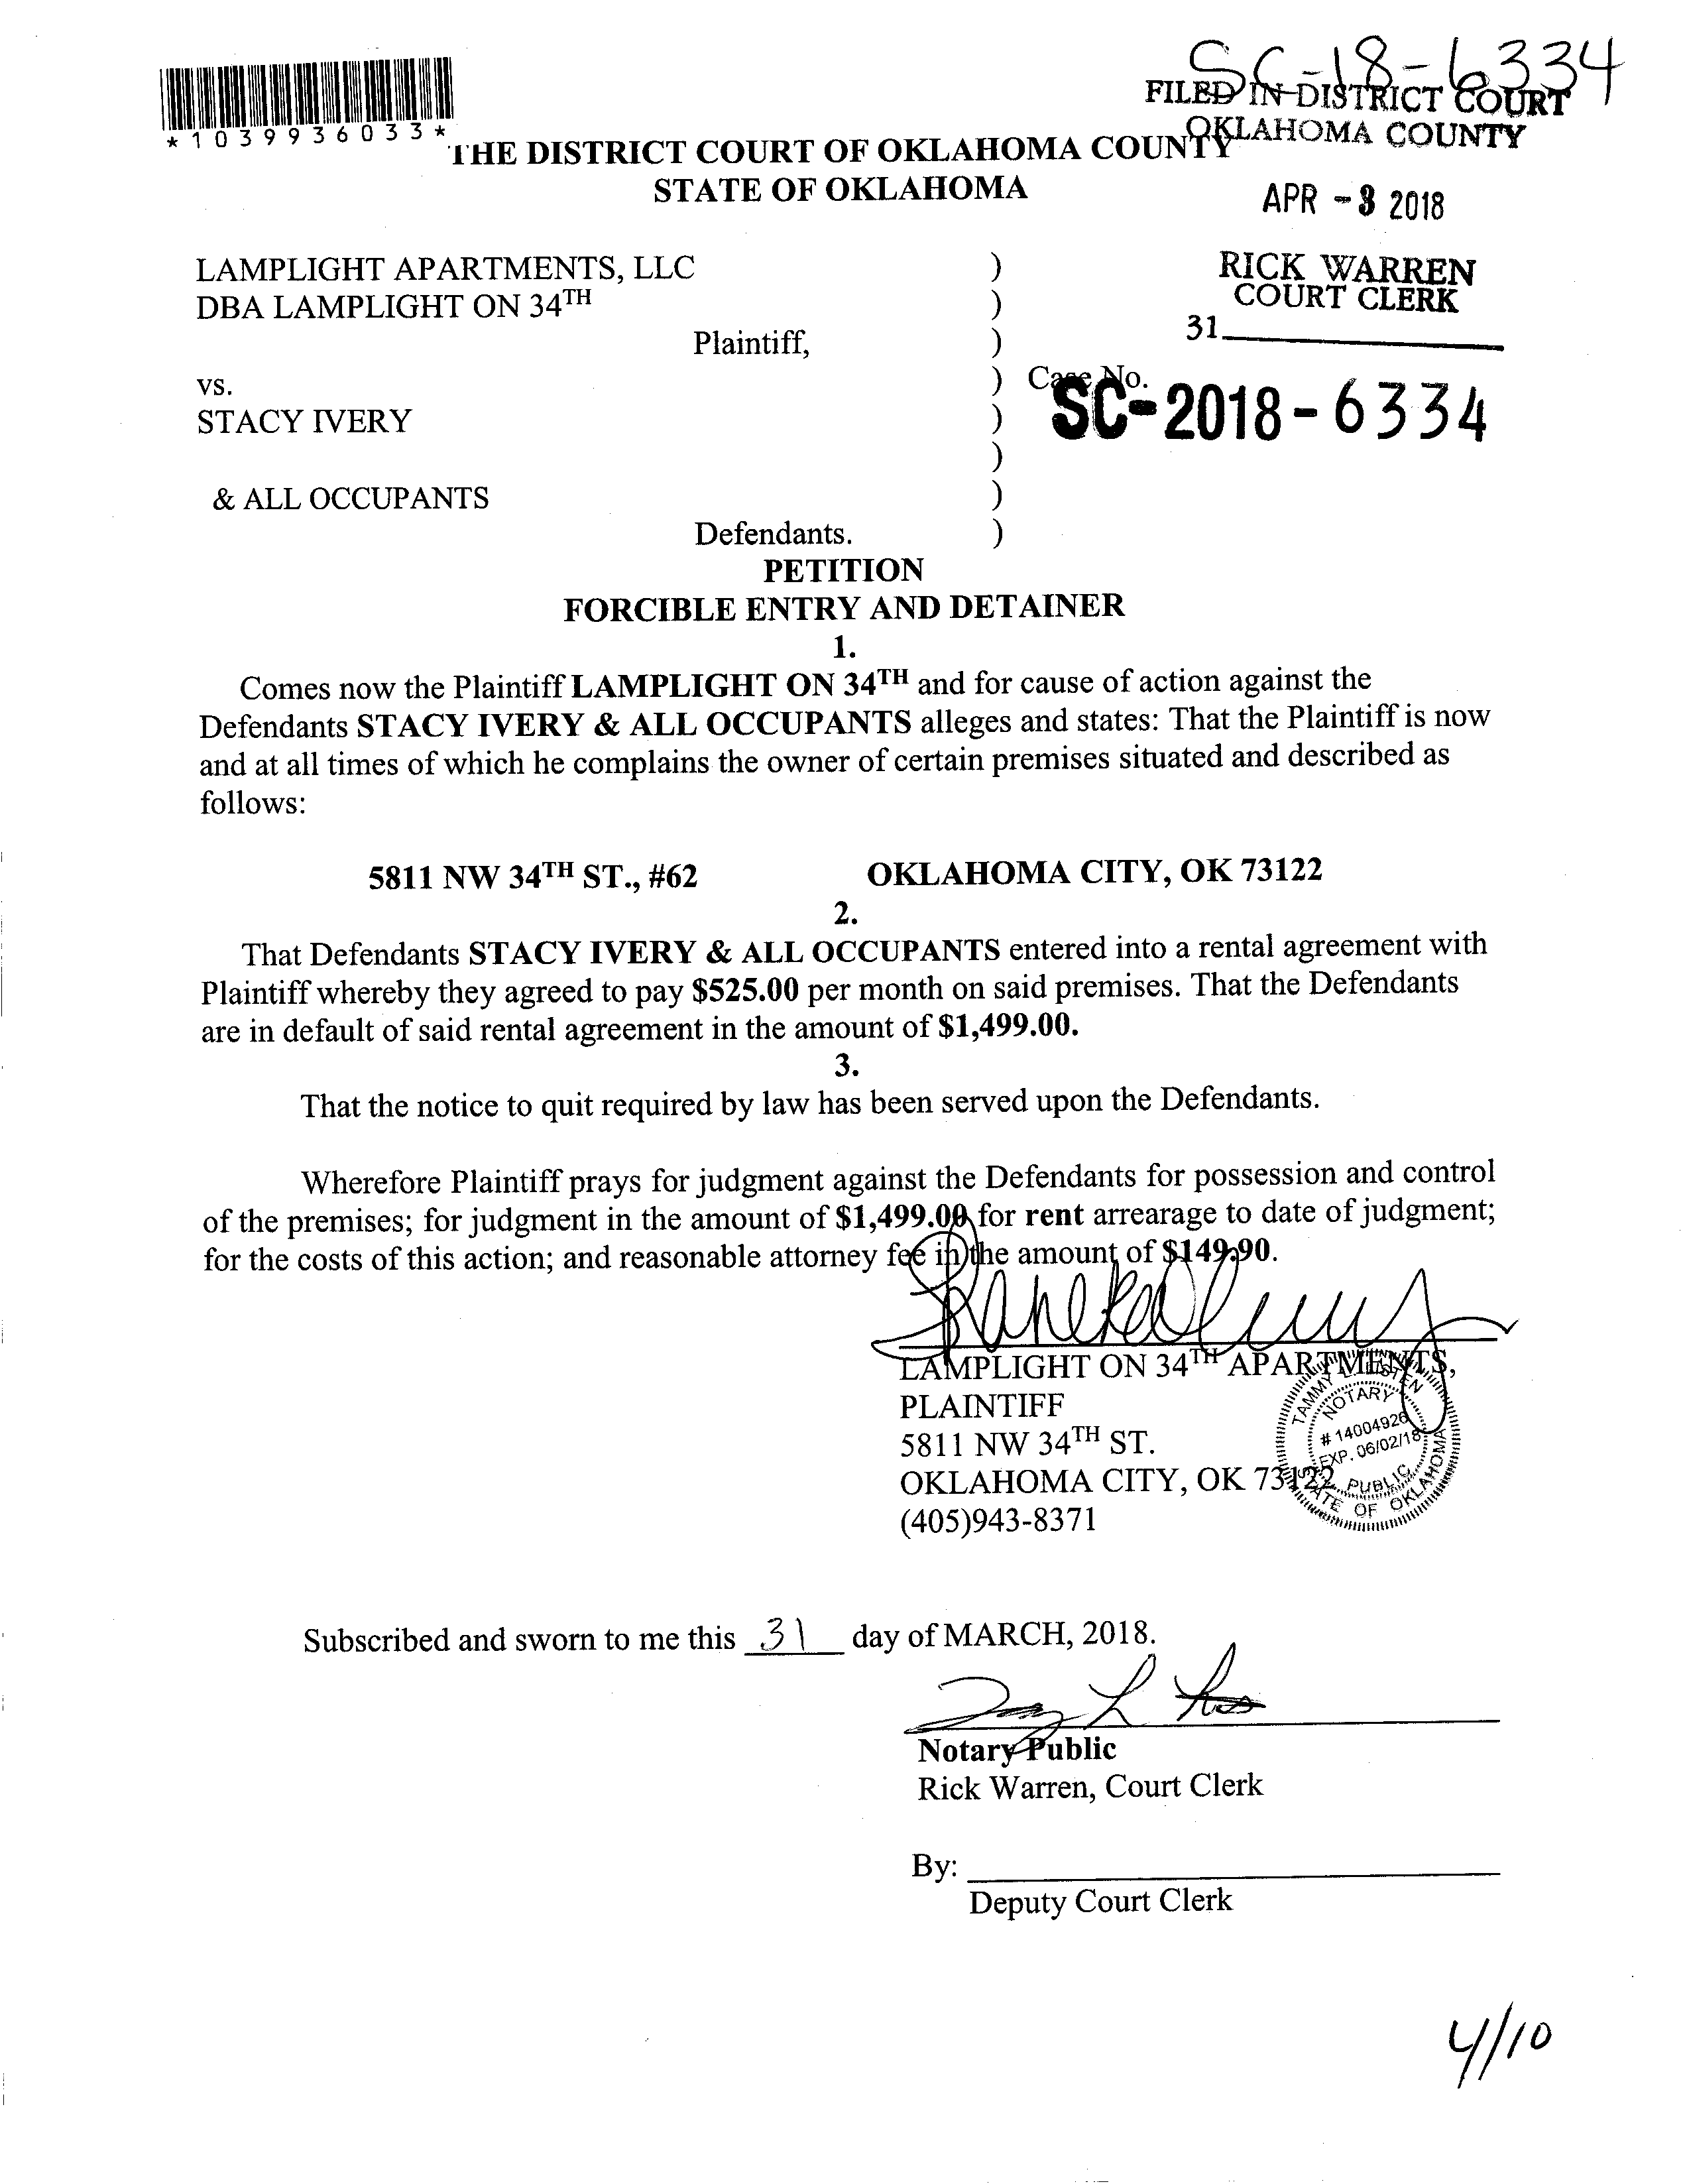 SC-18-6334
FILED IN DISTRICT COURT
OKLAHOMA COUNTY
*1039936033*
THE DISTRICT COURT OF OKLAHOMA COUNTY
STATE OF OKLAHOMA
APR -3 2018
RICK WARREN
COURT CLERK
31
LAMPLIGHT APARTMENTS, LLC )
DBA LAMPLIGHT ON 34TH )
Plaintiff, )
vs. ) Case No.
SC-2018-6334
STACY IVERY )
)
& ALL OCCUPANTS )
Defendants. )
PETITION
FORCIBLE ENTRY AND DETAINER
1.
Comes now the Plaintiff LAMPLIGHT ON 34TH and for cause of action against the
Defendants STACY IVERY & ALL OCCUPANTS alleges and states: That the Plaintiff is now
and at all times of which he complains the owner of certain premises situated and described as
follows:
5811 NW 34TH ST., #62 OKLAHOMA CITY, OK 73122
2.
That Defendants STACY IVERY & ALL OCCUPANTS entered into a rental agreement with
Plaintiff whereby they agreed to pay $525.00 per month on said premises. That the Defendants
are in default of said rental agreement in the amount of $1,499.00.
3.
That the notice to quit required by law has been served upon the Defendants.
Wherefore Plaintiff prays for judgment against the Defendants for possession and control
of the premises; for judgment in the amount of $1,499.00 for rent arrearage to date of judgment;
for the costs of this action; and reasonable attorney fee in the amount of $149.90.
LAMPLIGHT ON 34TH APARTMENTS,
PLAINTIFF
5811 NW 34TH ST.
OKLAHOMA CITY, OK 73122
(405)943-8371
TAMMY L.
NOTARY
# 14004926
EXP. 06/02/18
PUBLIC
STATE OF OKLAHOMA
Subscribed and sworn to me this 31 day of MARCH, 2018.
Notary Public
Rick Warren, Court Clerk
By:
Deputy Court Clerk
4/10